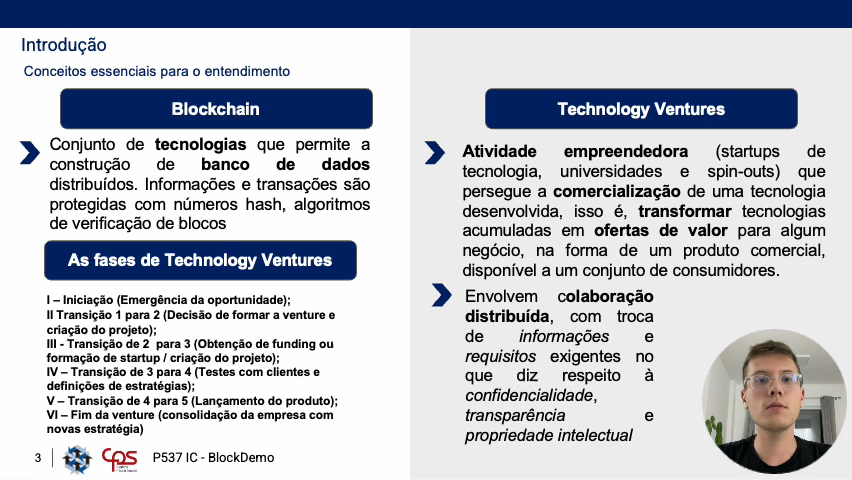 Introdução
Conceitos essenciais para o entendimento
Blockchain
Conjunto de tecnologias que permite a
construção de banco de dados
distribuídos. Informações e transações são
protegidas com números hash, algoritmos
de verificação de blocos
As fases de Technology Ventures
I – Iniciação (Emergência da oportunidade);
II Transição 1 para 2 (Decisão de formar a venture e
criação do projeto);
III - Transição de 2 para 3 (Obtenção de funding ou
formação de startup / criação do projeto);
IV – Transição de 3 para 4 (Testes com clientes e
definições de estratégias);
V – Transição de 4 para 5 (Lançamento do produto);
VI – Fim da venture (consolidação da empresa com
novas estratégia)
Technology Ventures
Atividade empreendedora (startups de
tecnologia, universidades e spin-outs) que
persegue a comercialização de uma tecnologia
desenvolvida, isso é, transformar tecnologias
acumuladas em ofertas de valor para algum
negócio, na forma de um produto comercial,
disponível a um conjunto de consumidores.
Envolvem colaboração
distribuída, com troca
de informações e
requisitos exigentes no
que diz respeito à
confidencialidade,
transparência e
propriedade intelectual
3
CPS
P537 IC - BlockDemo